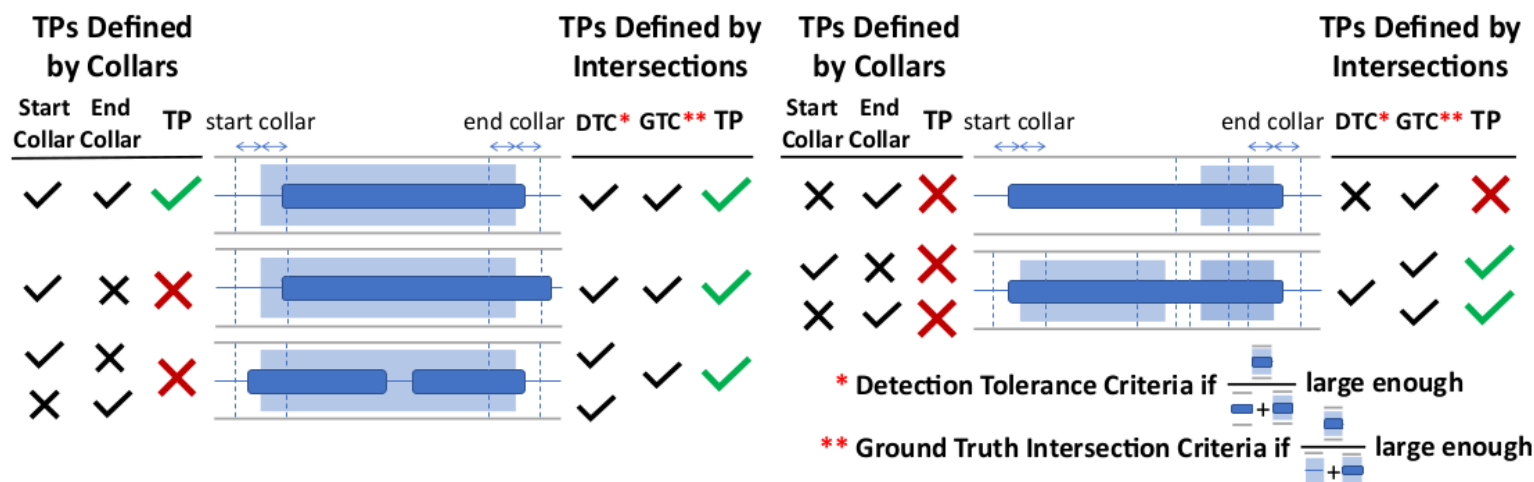 TPs Defined
by Collars
Start
Collar
End
Collar
TP
start collar
end collar
TPs Defined by
Intersections
DTC* GTC** TP
TPs Defined
by Collars
Start
Collar
End
Collar
TP
start collar
end collar
TPs Defined by
Intersections
DTC* GTC** TP
* Detection Tolerance Criteria if
+
large enough
** Ground Truth Intersection Criteria if
+
large enough